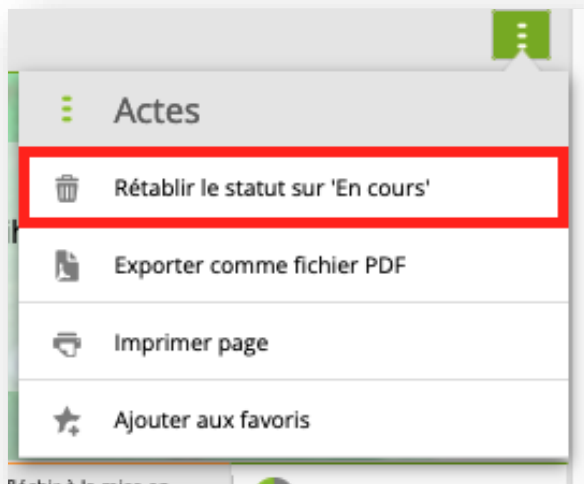 Actes
Rétablir le statut sur 'En cours'
Exporter comme fichier PDF
Imprimer page
Ajouter aux favoris